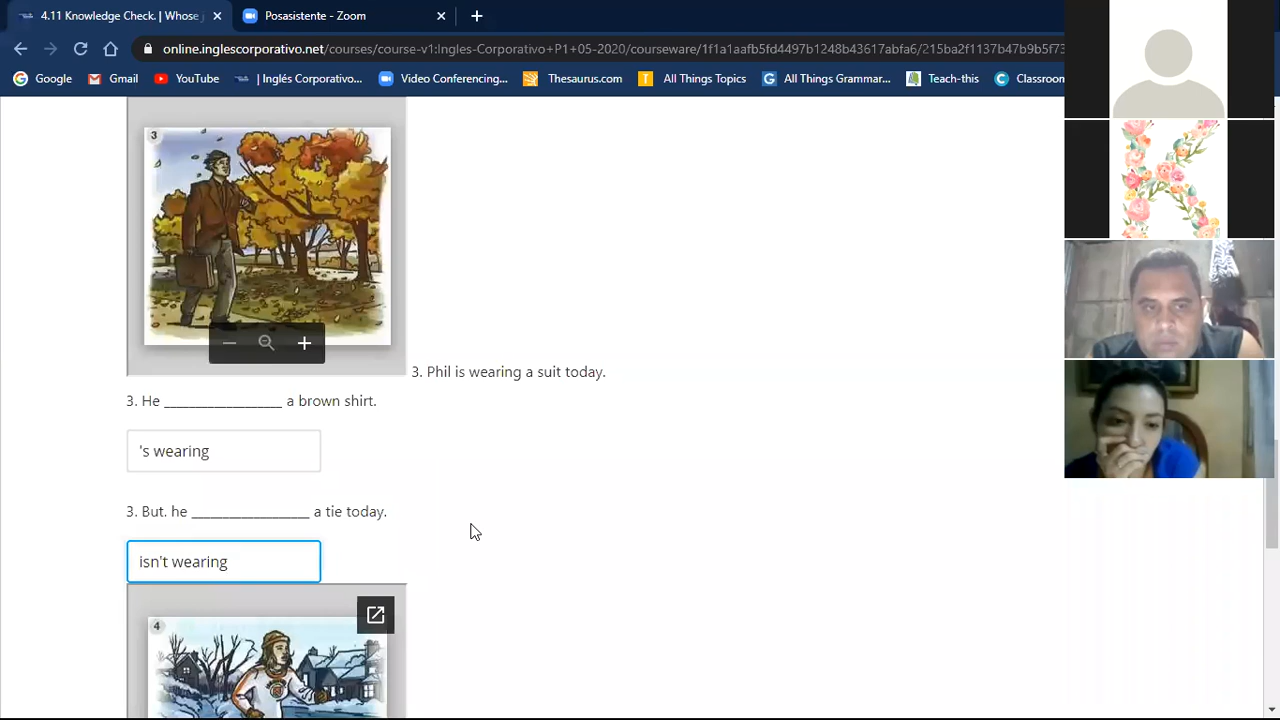 4.11 Knowledge Check. | Whose j
Posasistente - Zoom
online.inglescorporativo.net/courses/course-v1:Ingles-Corporativo+P1+05-2020/courseware/1f1a1aafb5fd4497b1248b43617abfa6/215ba2f1137b47b9b5f73
Google Gmail YouTube | Inglés Corporativo... Video Conferencing... Thesaurus.com All Things Topics All Things Grammar... Teach-this Classroom
3
3. Phil is wearing a suit today.
3. He __________________ a brown shirt.
's wearing
3. But. he __________________ a tie today.
isn't wearing
4
K